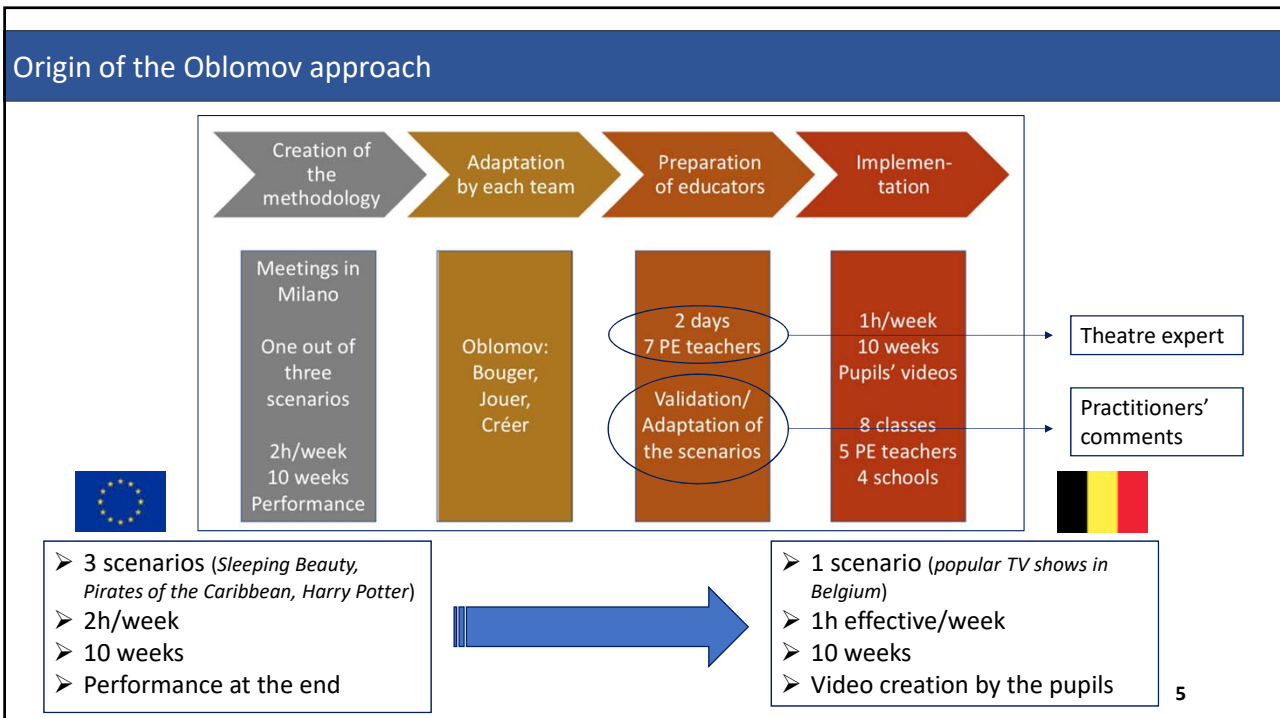 Origin of the Oblomov approach
Creation of
the
methodology
Adaptation
by each team
Preparation
of educators
Implemen-
tation
Meetings in
Milano
One out of
three
scenarios
2h/week
10 weeks
Performance
Oblomov:
Bouger,
Jouer,
Créer
2 days
7 PE teachers
Validation/
Adaptation of
the scenarios
1h/week
10 weeks
Pupils' videos
8 classes
5 PE teachers
4 schools
Theatre expert
Practitioners'
comments
➢ 3 scenarios (Sleeping Beauty,
Pirates of the Caribbean, Harry Potter)
➢ 2h/week
➢ 10 weeks
➢ Performance at the end
➢ 1 scenario (popular TV shows in
Belgium)
➢ 1h effective/week
➢ 10 weeks
➢ Video creation by the pupils
5